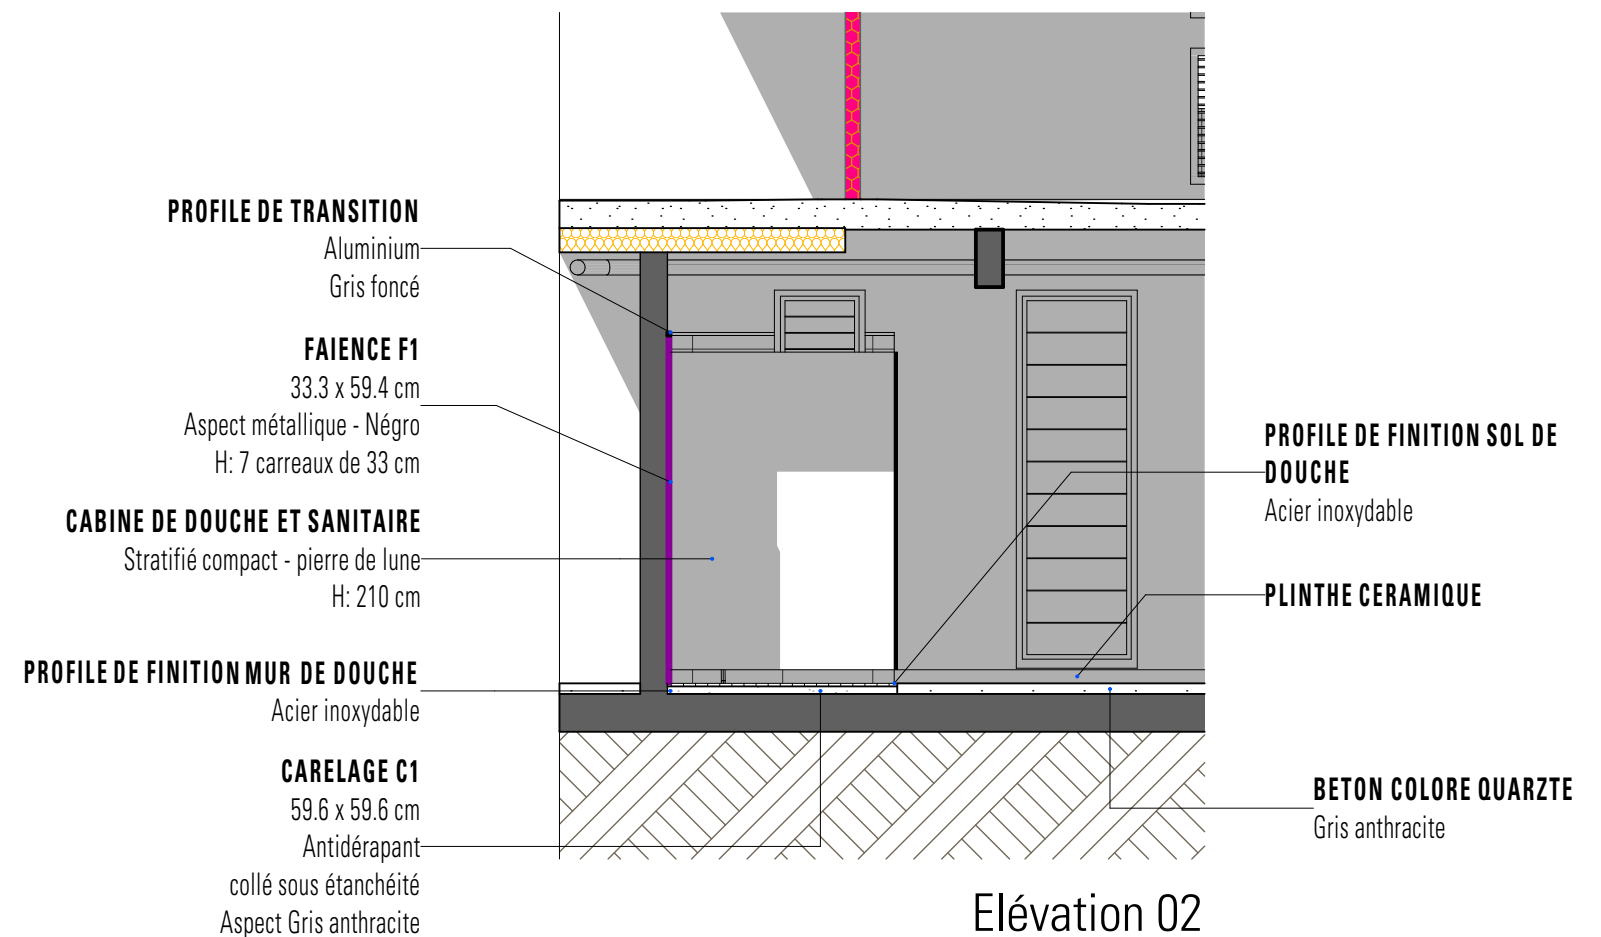 PROFILE DE TRANSITION
Aluminium
Gris foncé
FAIENCE F1
33.3 x 59.4 cm
Aspect métallique - Négro
H: 7 carreaux de 33 cm
CABINE DE DOUCHE ET SANITAIRE
Stratifié compact - pierre de lune
H: 210 cm
PROFILE DE FINITION MUR DE DOUCHE
Acier inoxydable
CARELAGE C1
59.6 x 59.6 cm
Antidérapant
collé sous étanchéité
Aspect Gris anthracite
PROFILE DE FINITION SOL DE
DOUCHE
Acier inoxydable
PLINTHE CERAMIQUE
BETON COLORE QUARZTE
Gris anthracite
Elévation 02